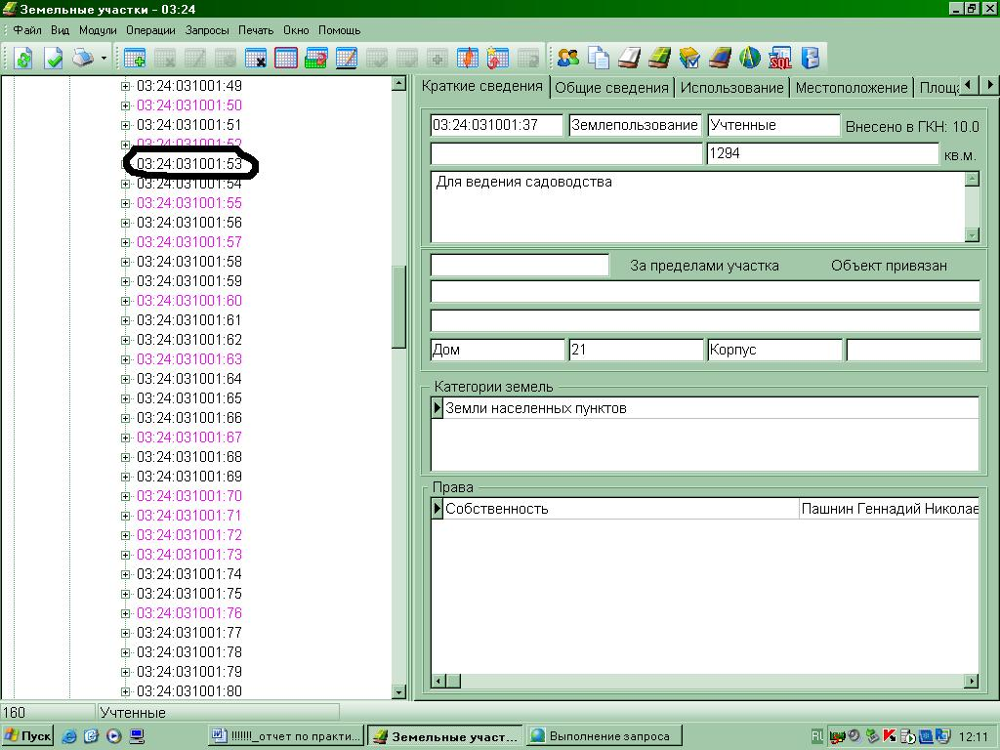 Земельные участки - 03:24
Файл Вид Модули Операции Запросы Печать Окно Помощь
SQL
03:24:031001:49
03:24:031001:50
03:24:031001:51
03:24:031001:52
03:24:031001:53
03:24:031001:54
03:24:031001:55
03:24:031001:56
03:24:031001:57
03:24:031001:58
03:24:031001:59
03:24:031001:60
03:24:031001:61
03:24:031001:62
03:24:031001:63
03:24:031001:64
03:24:031001:65
03:24:031001:66
03:24:031001:67
03:24:031001:68
03:24:031001:69
03:24:031001:70
03:24:031001:71
03:24:031001:72
03:24:031001:73
03:24:031001:74
03:24:031001:75
03:24:031001:76
03:24:031001:77
03:24:031001:78
03:24:031001:79
03:24:031001:80
Краткие сведения Общие сведения Использование Местоположение Площа
03:24:031001:37 Землепользование Учтенные Внесено в ГКН: 10.0
1294 кв.м.
Для ведения садоводства
За пределами участка Объект привязан
Дом 21 Корпус
Категории земель
Земли населенных пунктов
Права
Собственность Пашнин Геннадий Николае
160 Учтенные
Пуск !!!!!!!_отчет по практи... Земельные участ... Выполнение запроса 12:11